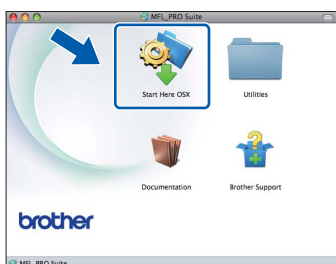 MFL_PRO Suite
Start Here OSX
Utilities
Documentation
Brother Support
brother
MFL_PRO Suite